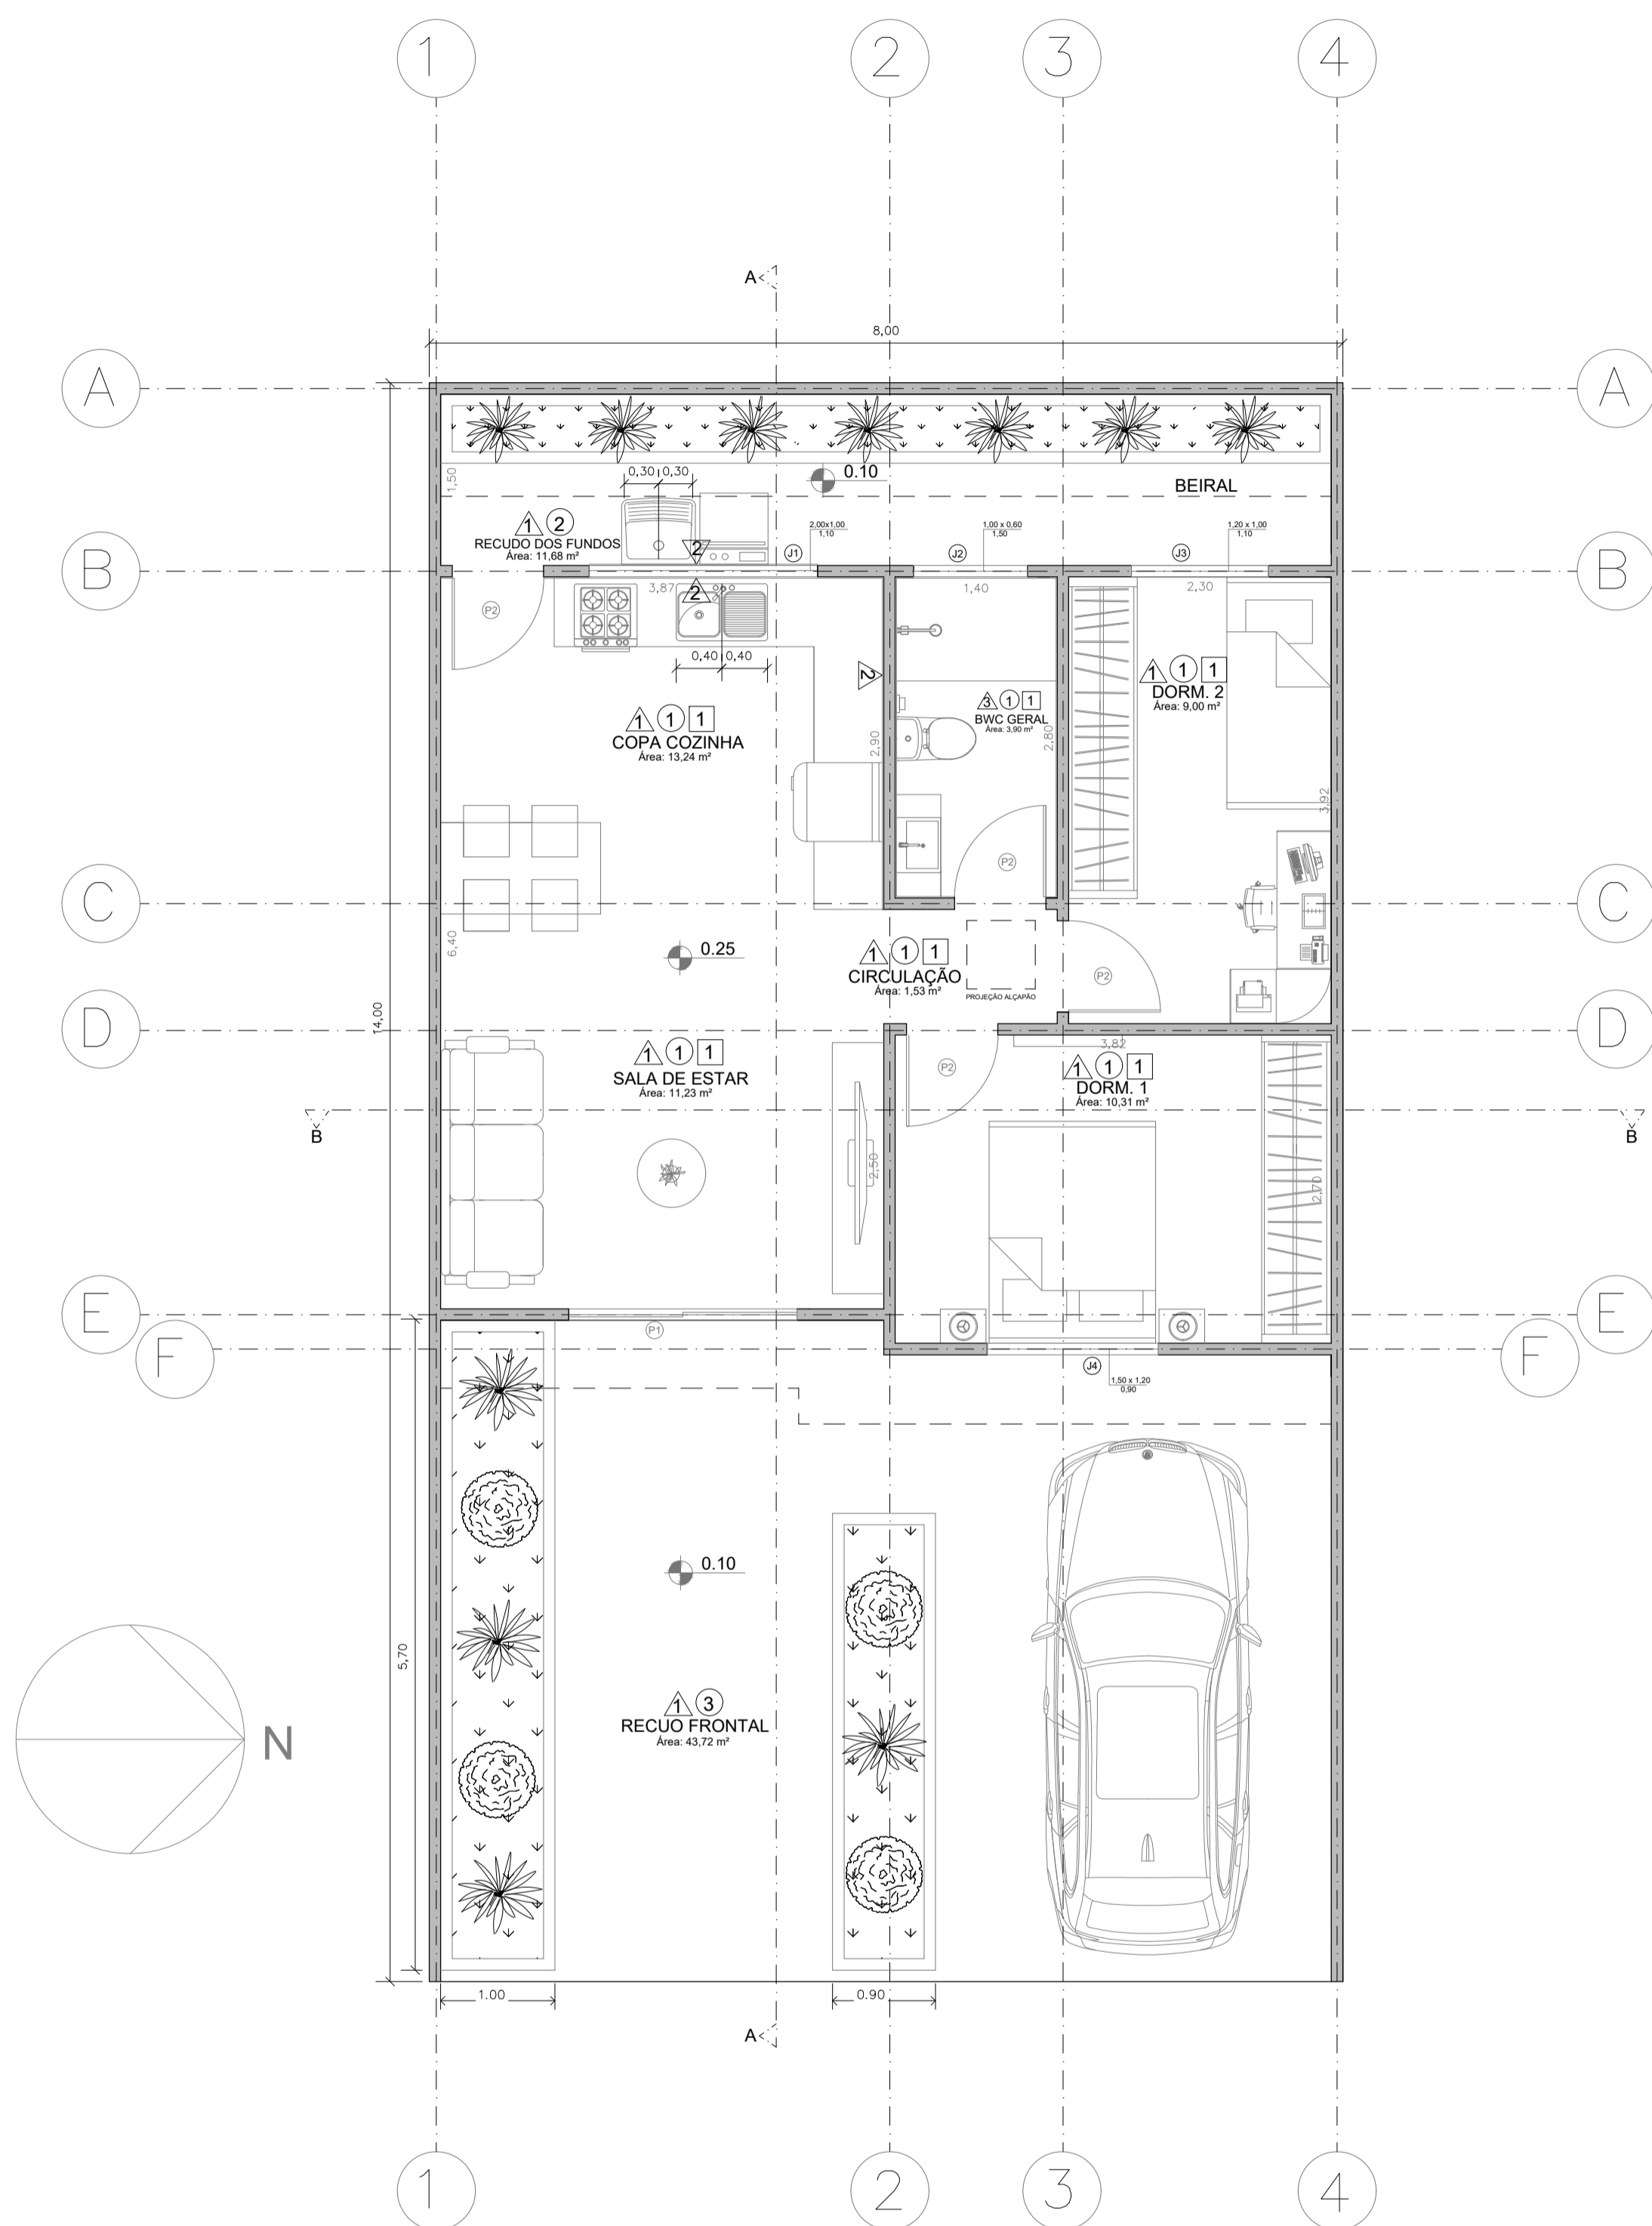 1 2 3 4
A
8,00
A A
1,50
0,30 0,30
0.10
BEIRAL
1 2
RECUDO DOS FUNDOS
Área: 11,68 m²
2
2,00x1,00
1,10
J1
1,00 x 0,60
1,50
J2
1,20 x 1,00
1,10
J3
B B
P2
3,87
2
1,40
2,30
0,40 0,40
2
1 1 1
COPA COZINHA
Área: 13,24 m²
3 1 1
BWC GERAL
Área: 3,90 m²
1 1 1
DORM. 2
Área: 9,00 m²
2,90
2,80
3,92
P2
C C
6,40
0.25
1 1 1
CIRCULAÇÃO
Área: 1,53 m²
PROJEÇÃO ALÇAPÃO
P2
14,00
D D
1 1 1
SALA DE ESTAR
Área: 11,23 m²
P2
3,82
1 1 1
DORM. 1
Área: 10,31 m²
B B
2,50
2,70
E E
P1
F F
J4
1,50 x 1,20
0,90
0.10
5,70
1 3
RECUO FRONTAL
Área: 43,72 m²
N
1.00
0.90
A
1 2 3 4